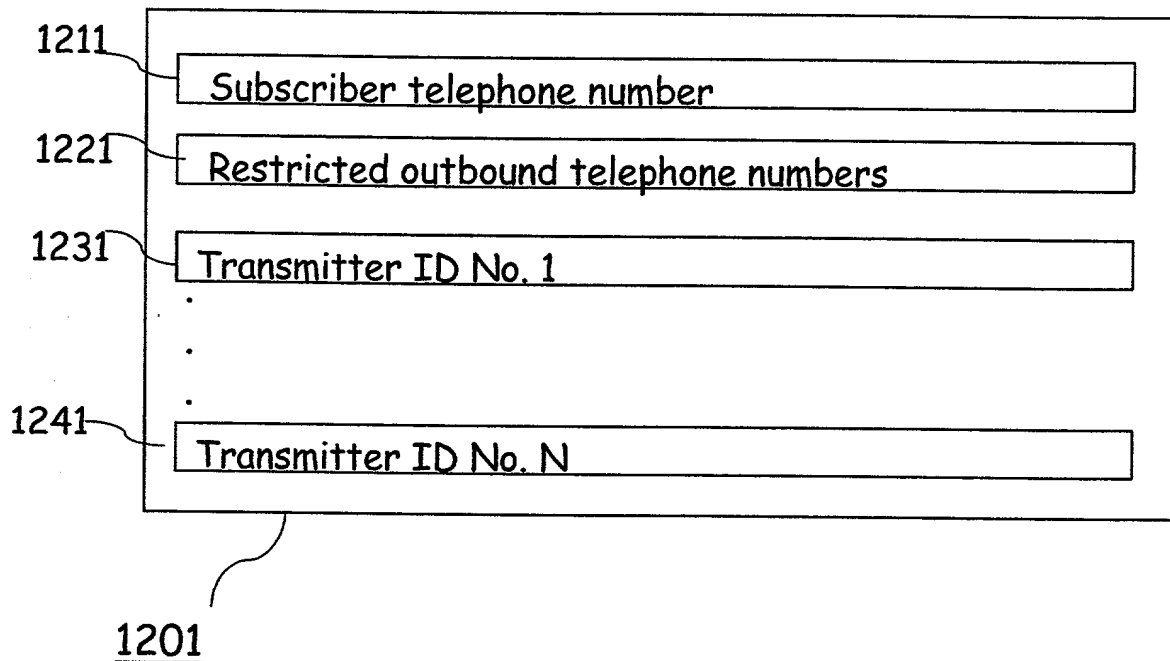 1211
Subscriber telephone number
1221
Restricted outbound telephone numbers
1231
Transmitter ID No. 1
.
.
.
1241
Transmitter ID No. N
1201